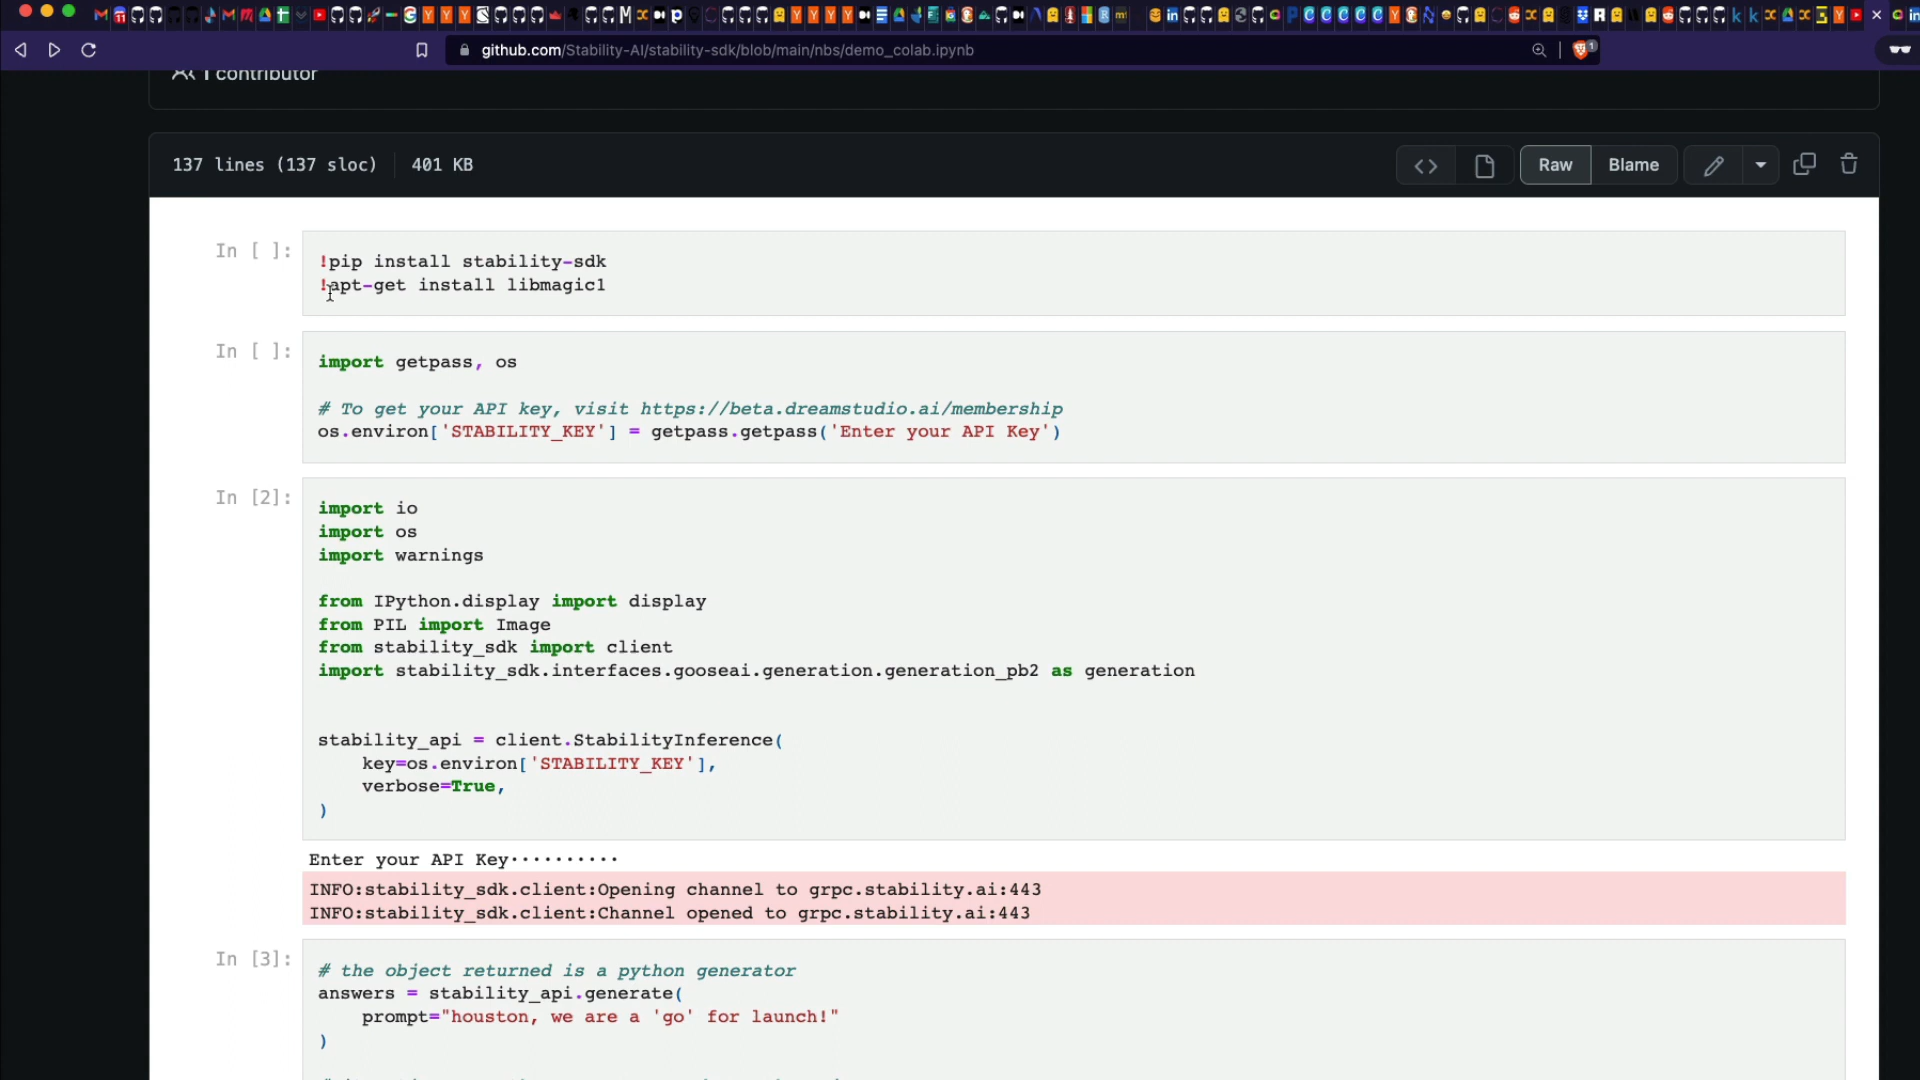 github.com/Stability-AI/stability-sdk/blob/main/nbs/demo_colab.ipynb
1
1 contributor
137 lines (137 sloc) 401 KB
Raw Blame
In [ ]:
!pip install stability-sdk
!apt-get install libmagic1
In [ ]:
import getpass, os
# To get your API key, visit https://beta.dreamstudio.ai/membership
os.environ['STABILITY_KEY'] = getpass.getpass('Enter your API Key')
In [2]:
import io
import os
import warnings
from IPython.display import display
from PIL import Image
from stability_sdk import client
import stability_sdk.interfaces.gooseai.generation.generation_pb2 as generation
stability_api = client.StabilityInference(
    key=os.environ['STABILITY_KEY'],
    verbose=True,
)
Enter your API Key··········
INFO:stability_sdk.client:Opening channel to grpc.stability.ai:443
INFO:stability_sdk.client:Channel opened to grpc.stability.ai:443
In [3]:
# the object returned is a python generator
answers = stability_api.generate(
    prompt="houston, we are a 'go' for launch!"
)